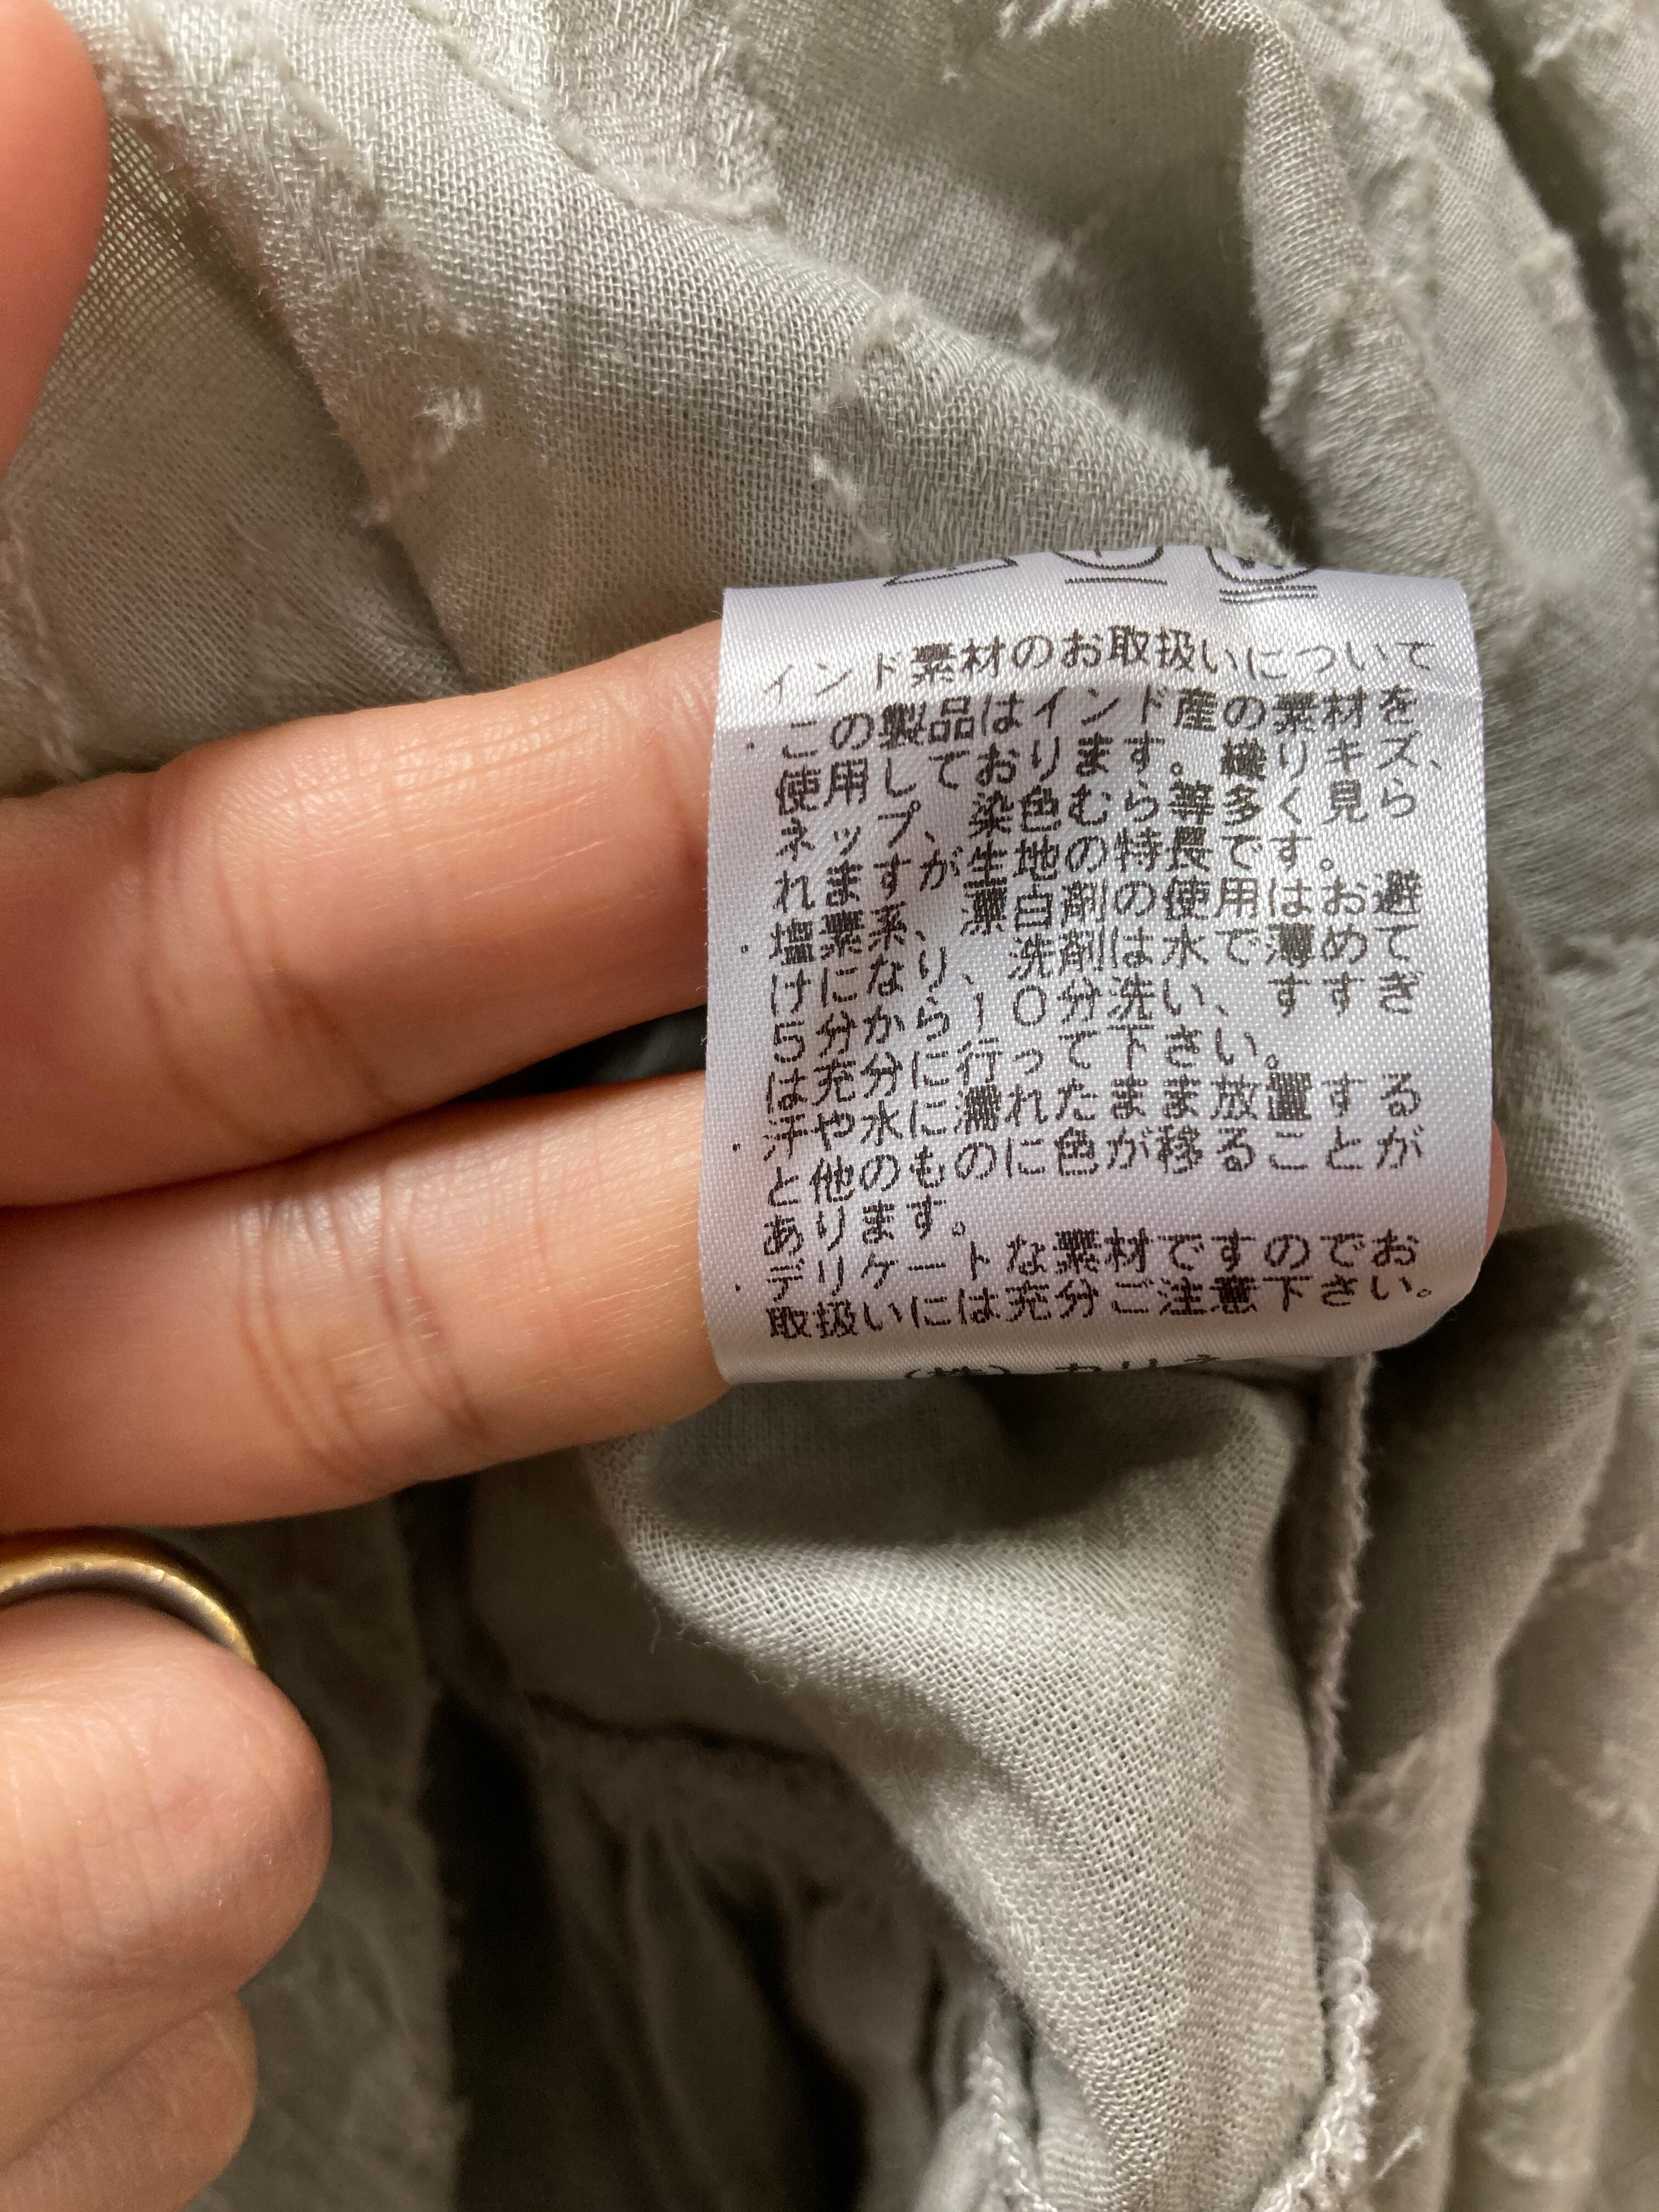 インド素材のお取扱いについて
・この製品はインド産の素材を
使用しております。織りキズ、
ネップ、染色むら等多く見ら
れますが生地の特長です。
・塩素系、漂白剤の使用はお避
けになり、洗剤は水で薄めて
5分から10分洗い、すすぎ
は充分に行って下さい。
・汗や水に濡れたまま放置する
と他のものに色が移ることが
あります。
・デリケートな素材ですのでお
取扱いには充分ご注意下さい。
(株)